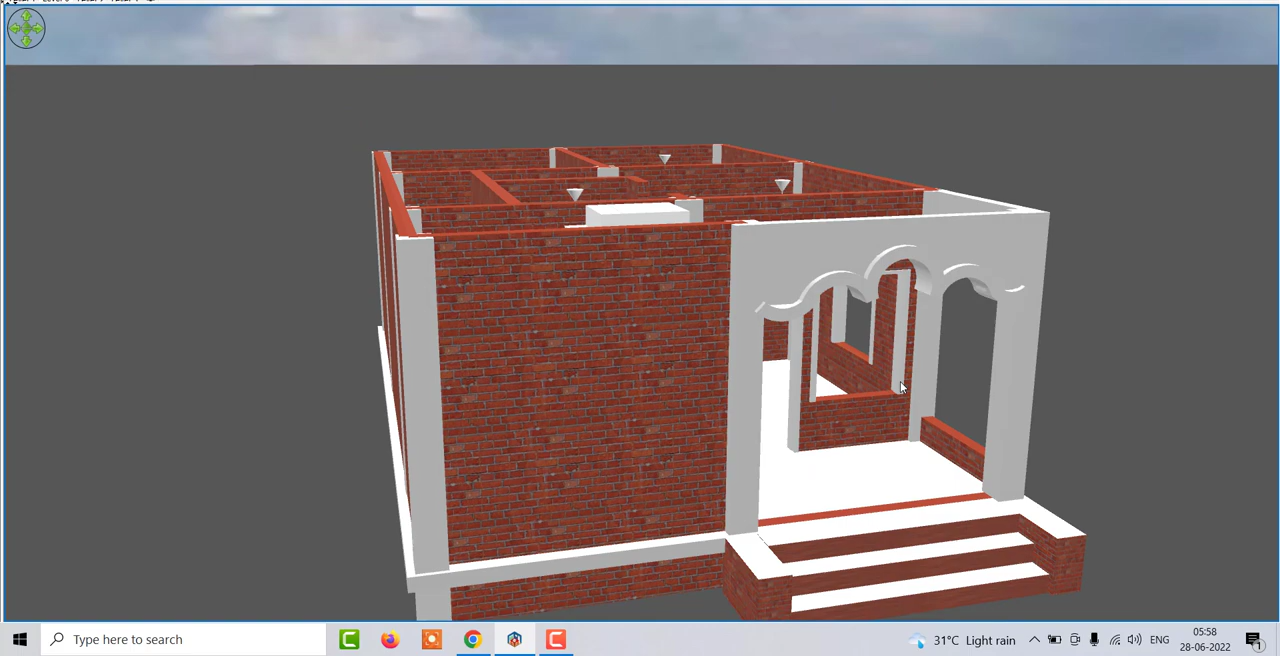 Type here to search
31°C Light rain
ENG
05:58
28-06-2022
1